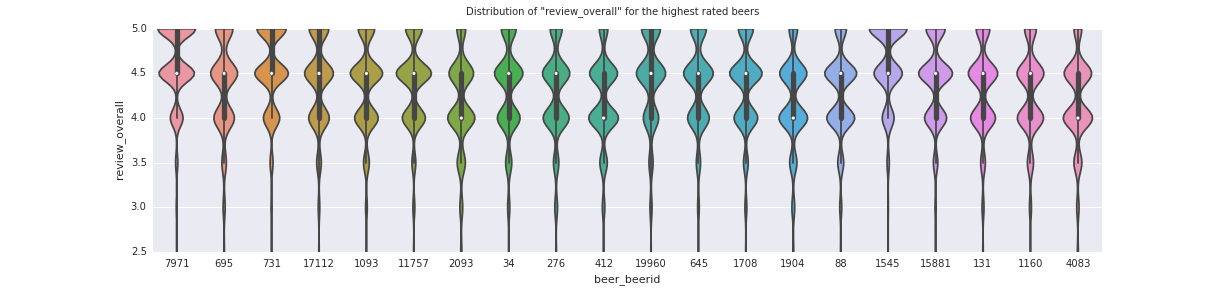 Distribution of "review_overall" for the highest rated beers
5.0
4.5
4.0
3.5
3.0
2.5
review_overall
7971 695 731 17112 1093 11757 2093 34 276 412 19960 645 1708 1904 88 1545 15881 131 1160 4083
beer_beerid